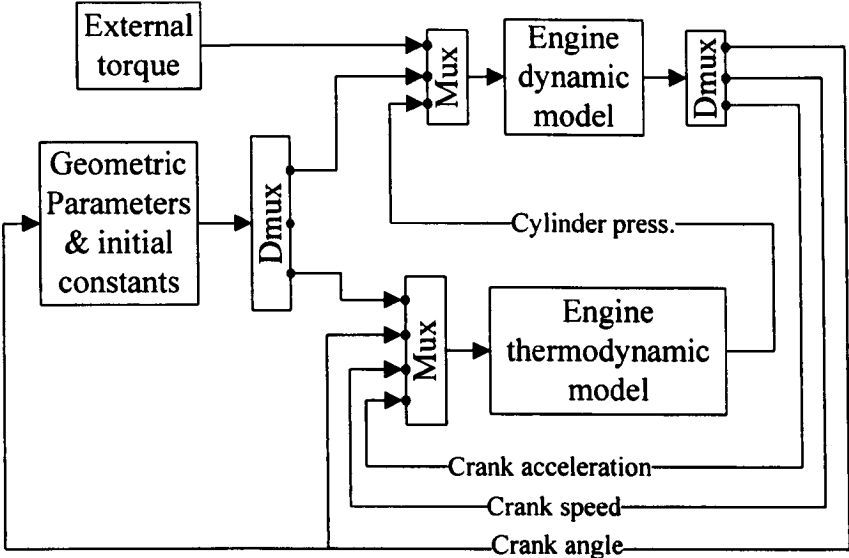 External
torque
Mux
Engine
dynamic
model
Dmux
Geometric
Parameters
& initial
constants
Dmux
Cylinder press.
Mux
Engine
thermodynamic
model
Crank acceleration
Crank speed
Crank angle